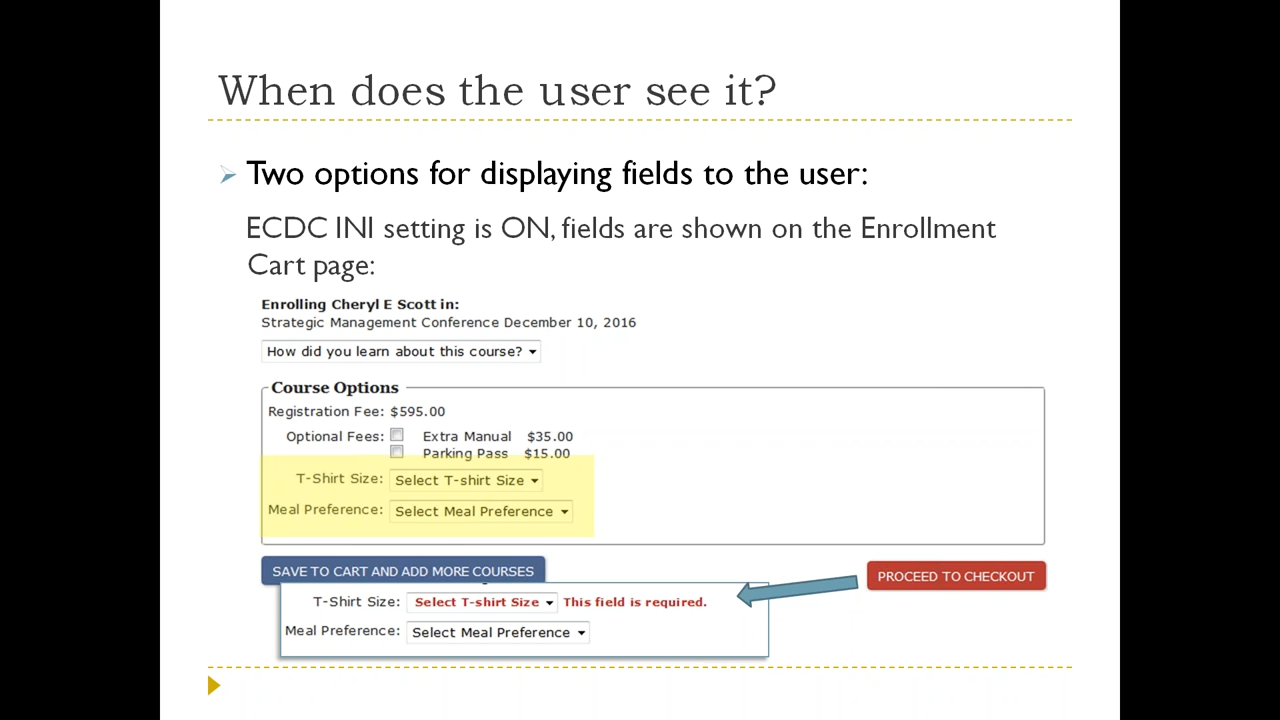 When does the user see it?
Two options for displaying fields to the user:
ECDC INI setting is ON, fields are shown on the Enrollment
Cart page:
Enrolling Cheryl E Scott in:
Strategic Management Conference December 10, 2016
How did you learn about this course?
Course Options
Registration Fee: $595.00
Optional Fees: Extra Manual $35.00
Parking Pass $15.00
T-Shirt Size: Select T-shirt Size
Meal Preference: Select Meal Preference
SAVE TO CART AND ADD MORE COURSES
PROCEED TO CHECKOUT
T-Shirt Size: Select T-shirt Size This field is required.
Meal Preference: Select Meal Preference